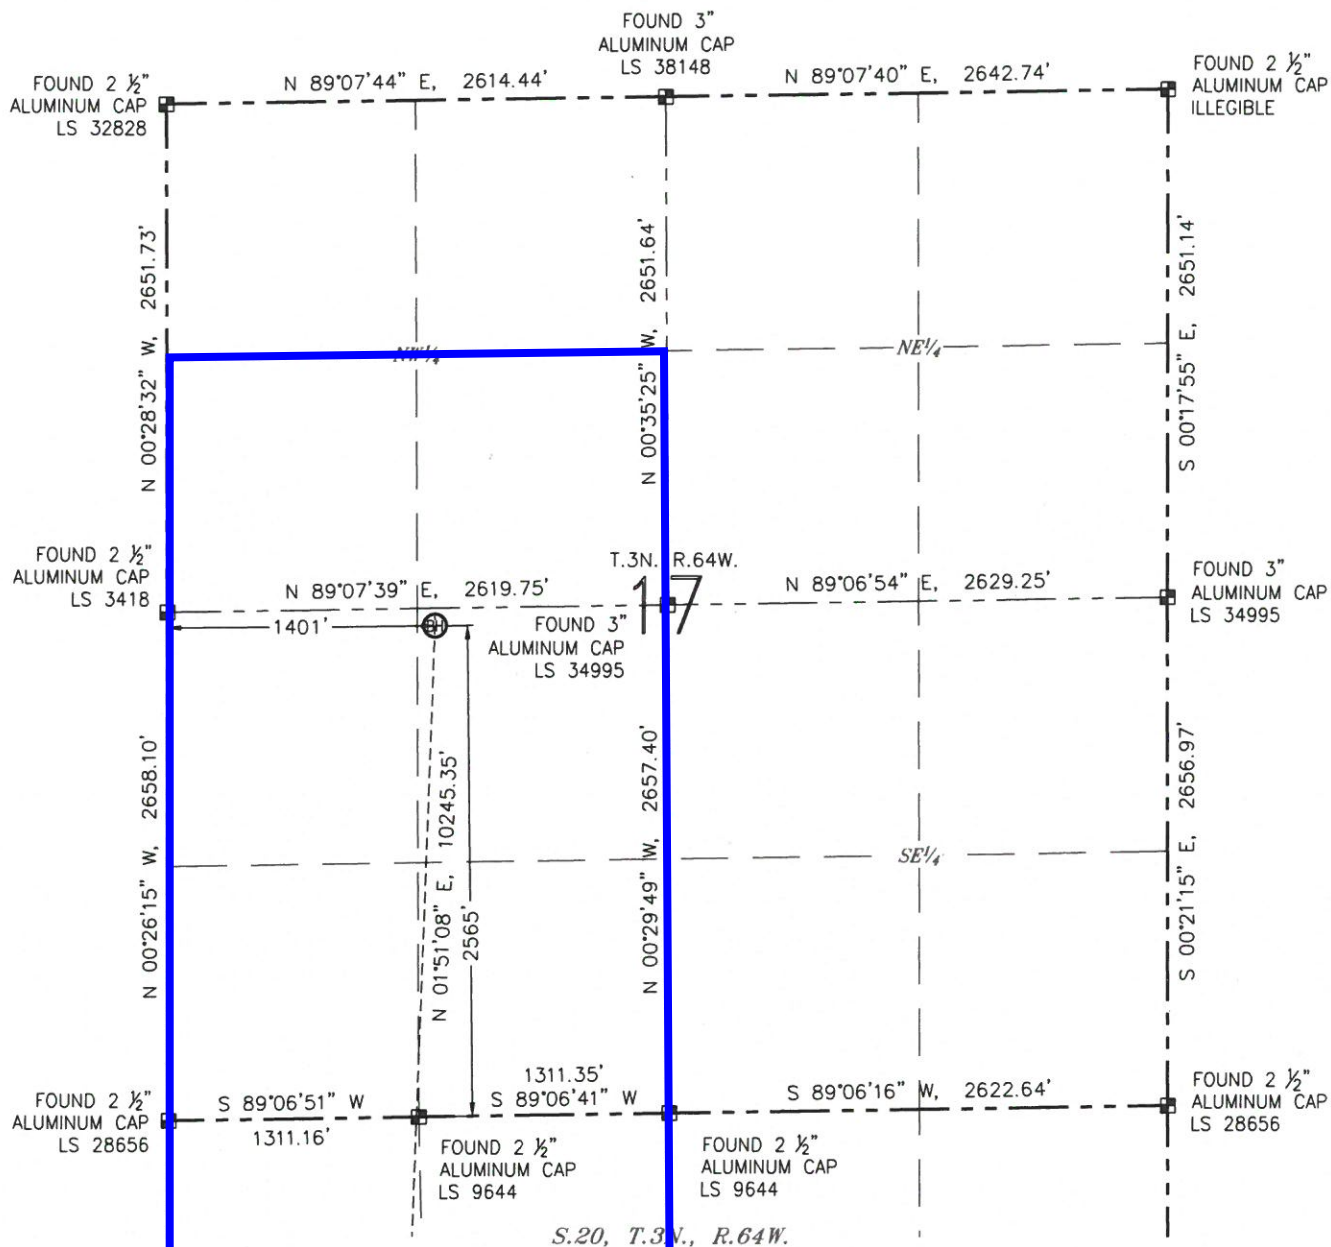 FOUND 3"
ALUMINUM CAP
LS 38148
FOUND 2 ½"
ALUMINUM CAP
LS 32828
N 89°07'44" E, 2614.44'
N 89°07'40" E, 2642.74'
FOUND 2 ½"
ALUMINUM CAP
ILLEGIBLE
N 00°28'32" W, 2651.73'
N 00°35'25" W, 2651.64'
S 00°17'55" E, 2651.14'
NW¼
NE¼
FOUND 2 ½"
ALUMINUM CAP
LS 3418
N 89°07'39" E, 2619.75'
T.3N. R.64W.
17
N 89°06'54" E, 2629.25'
FOUND 3"
ALUMINUM CAP
LS 34995
1401'
FOUND 3"
ALUMINUM CAP
LS 34995
N 00°26'15" W, 2658.10'
N 01°51'08" E, 10245.35'
2565'
N 00°29'49" W, 2657.40'
SE¼
S 00°21'15" E, 2656.97'
FOUND 2 ½"
ALUMINUM CAP
LS 28656
S 89°06'51" W
1311.16'
1311.35'
S 89°06'41" W
S 89°06'16" W, 2622.64'
FOUND 2 ½"
ALUMINUM CAP
LS 28656
FOUND 2 ½"
ALUMINUM CAP
LS 9644
FOUND 2 ½"
ALUMINUM CAP
LS 9644
S.20, T.3N., R.64W.